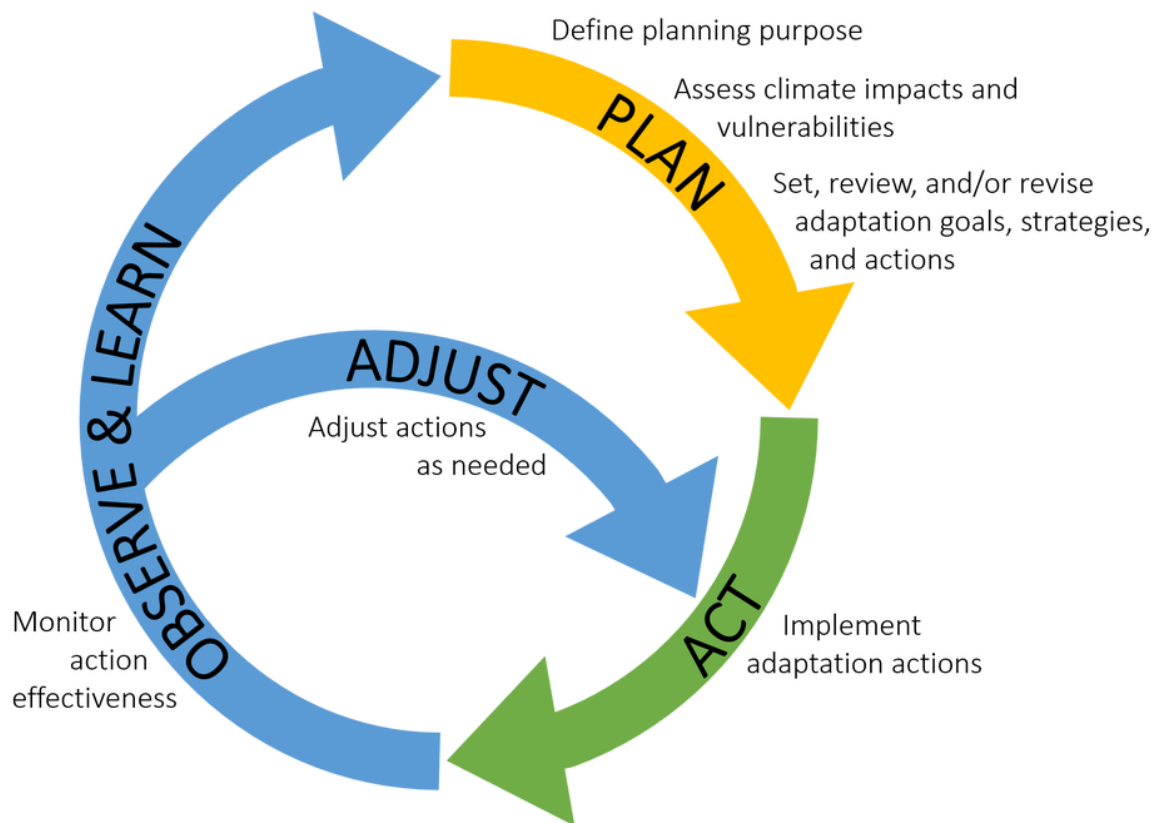 Define planning purpose
PLAN
Assess climate impacts and
vulnerabilities
Set, review, and/or revise
adaptation goals, strategies,
and actions
OBSERVE & LEARN
ADJUST
Adjust actions
as needed
ACT
Implement
adaptation actions
Monitor
action
effectiveness